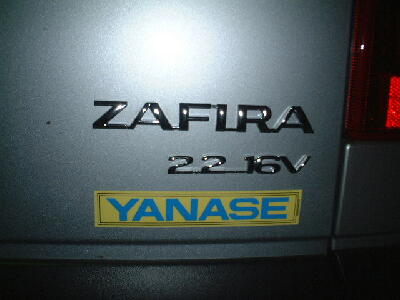 ZAFIRA
2.2 16V
YANASE